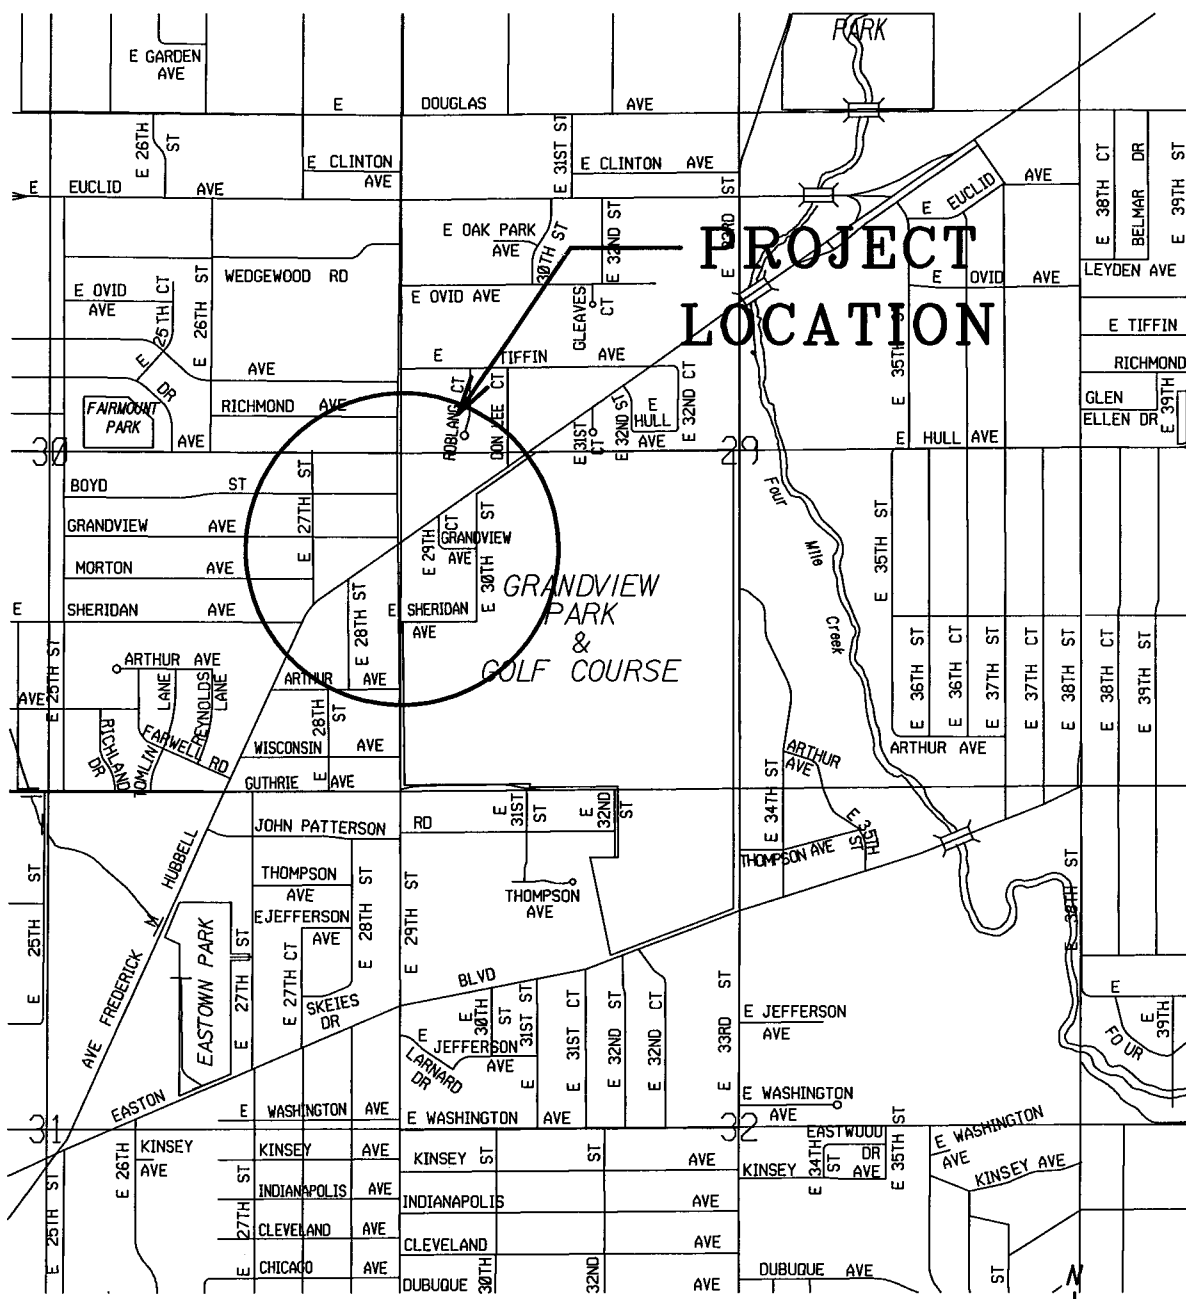 PARK
E GARDEN
AVE
E DOUGLAS AVE
E 26TH ST
E CLINTON
AVE
E 31ST ST
E CLINTON AVE
E EUCLID AVE
E EUCLID AVE
E 38TH CT
BELMAR DR
E 39TH ST
E OAK PARK
AVE
30TH ST
E 32ND ST
E 33RD ST
PROJECT
LOCATION
WEDGEWOOD RD
E OVID
AVE
E 25TH CT
E 26TH ST
E OVID AVE
GLEAVES
CT
E OVID AVE
LEYDEN AVE
E TIFFIN
RICHMOND
E TIFFIN AVE
AVE
DR
FAIRMOUNT
PARK
RICHMOND AVE
AVE
ROBLANG CT
E 31ST
CT
E 32ND ST
E
HULL
AVE
E 32ND CT
E 35TH ST
E HULL AVE
GLEN
ELLEN DR
E 39TH
30
29
BOYD ST
GRANDVIEW AVE
MORTON AVE
E SHERIDAN AVE
E 27TH ST
E 29TH CT
GRANDVIEW
AVE
E 30TH ST
E SHERIDAN
AVE
E 28TH ST
GRANDVIEW
PARK
&
GOLF COURSE
Four
Mile
Creek
E 35TH ST
E 36TH ST
E 36TH CT
E 37TH ST
E 37TH CT
E 38TH ST
E 38TH CT
E 39TH ST
ARTHUR AVE
E 25TH ST
AVE
ARTHUR AVE
LANE
REYNOLDS
LANE
RICHLAND
DR
TOMLIN
FARWELL RD
ARTHUR AVE
E 28TH ST
WISCONSIN AVE
GUTHRIE AVE
ARTHUR
AVE
E 34TH ST
E 35TH
ST
THOMPSON AVE
E 31ST
ST
E 32ND
ST
JOHN PATTERSON RD
HUBBELL
THOMPSON
AVE
E JEFFERSON
AVE
E 28TH ST
E 29TH ST
THOMPSON
AVE
E 25TH ST
AVE FREDERICK
EASTOWN PARK
E 27TH ST
E 27TH CT
SKEIES
DR
EASTON BLVD
E 38TH ST
E 30TH
ST
E 31ST ST
E 31ST CT
E 32ND ST
E 32ND CT
E 33RD ST
E JEFFERSON
AVE
LARNARD
DR
E JEFFERSON
AVE
E
E 39TH
FO UR
E WASHINGTON AVE
E WASHINGTON AVE
E WASHINGTON
AVE
31
32
E 25TH ST
E 26TH
KINSEY
AVE
KINSEY AVE
KINSEY AVE
ST
ST
KINSEY AVE
EASTWOOD
DR
E 34TH
ST
E 35TH ST
E WASHINGTON
AVE
KINSEY AVE
E 27TH ST
INDIANAPOLIS AVE
INDIANAPOLIS AVE
CLEVELAND AVE
CLEVELAND AVE
CHICAGO AVE
DUBUQUE AVE
30TH
32ND
DUBUQUE AVE
ST
N